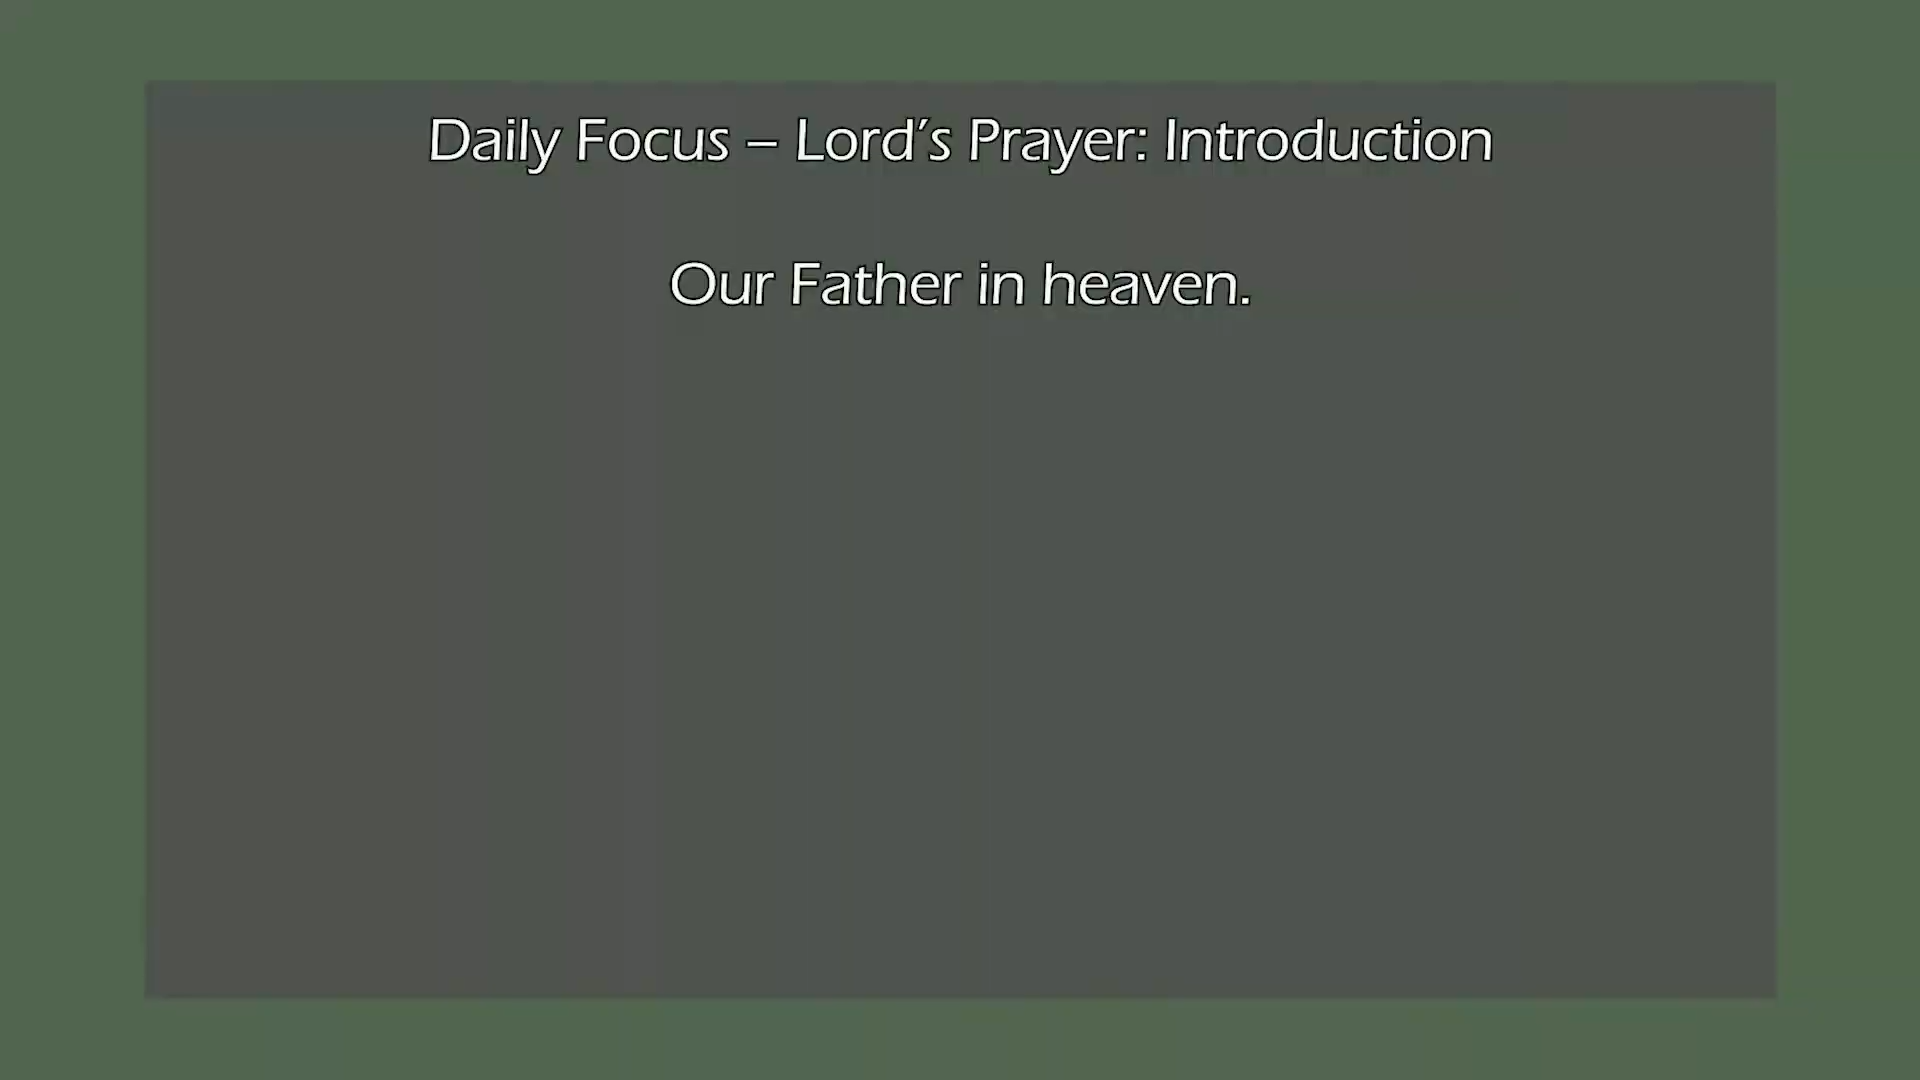 Daily Focus – Lord’s Prayer: Introduction
Our Father in heaven.